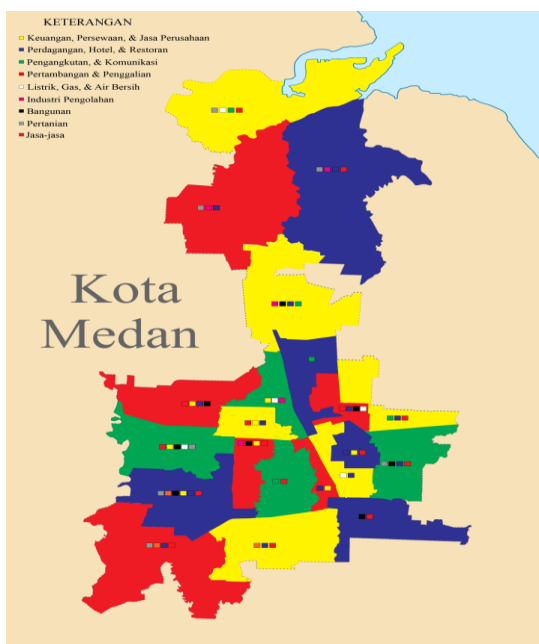 KETERANGAN
Keuangan, Persewaan, & Jasa Perusahaan
Perdagangan, Hotel, & Restoran
Pengangkutan, & Komunikasi
Pertambangan & Penggalian
Listrik, Gas, & Air Bersih
Industri Pengolahan
Bangunan
Pertanian
Jasa-jasa
Kota
Medan